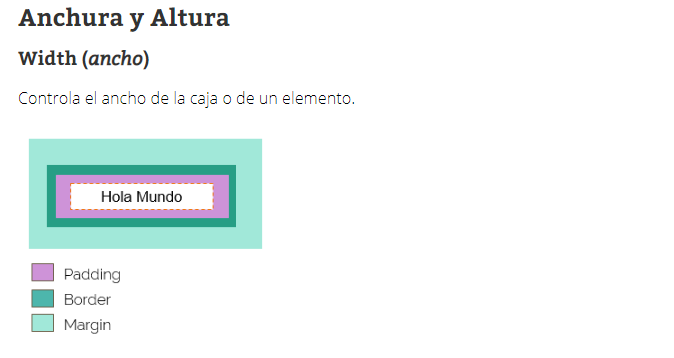 Anchura y Altura
Width (ancho)
Controla el ancho de la caja o de un elemento.
Hola Mundo
Padding
Border
Margin